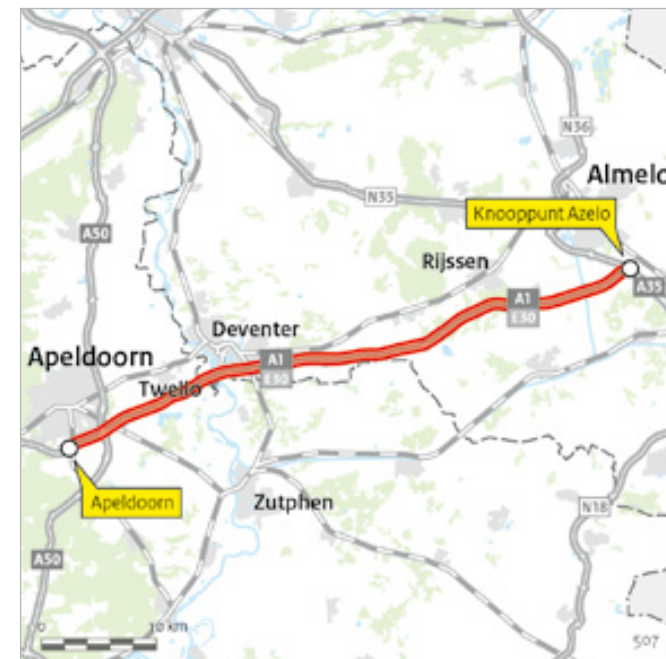 N36
Almelo
Knooppunt Azelo
N35
A50
Rijssen
A35
A1
E30
Deventer
Apeldoorn
A1
E30
Twello
Apeldoorn
Zutphen
N18
A50
0
10 km
507